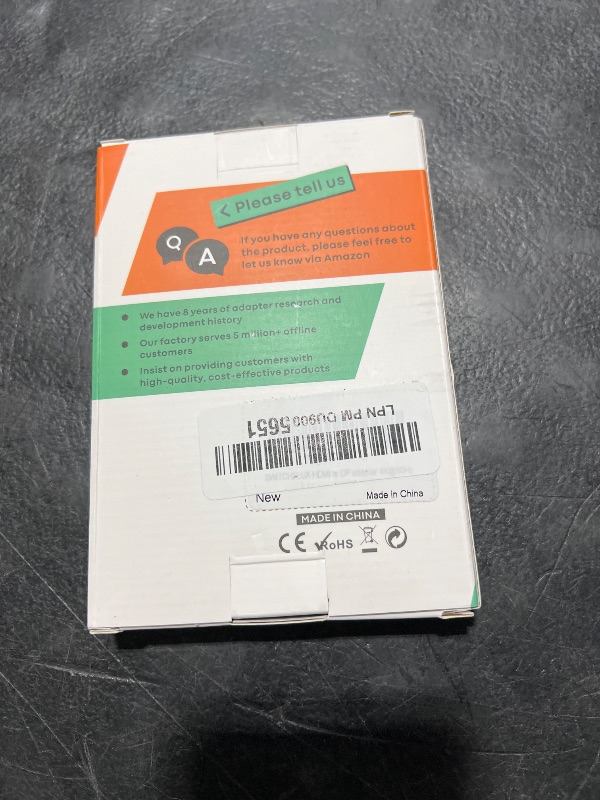 < Please tell us
Q
A
If you have any questions about
the product, please feel free to
let us know via Amazon
We have 8 years of adapter research and
development history
Our factory serves 5 million+ offline
customers
Insist on providing customers with
high-quality, cost-effective products
LPN PM DU900 5651
New
Made in China
MADE IN CHINA
CE RoHS